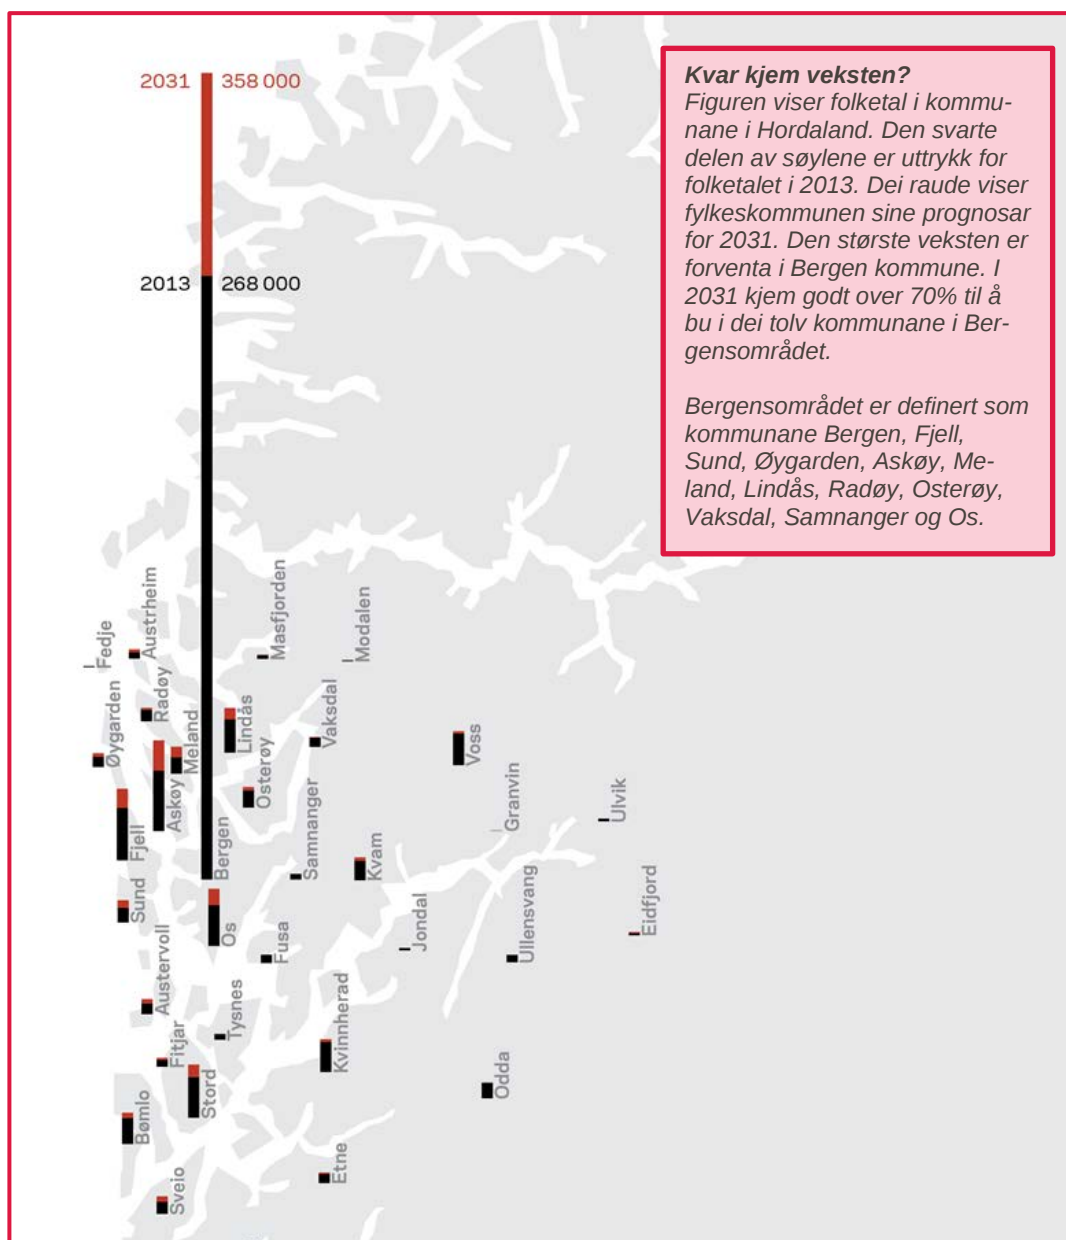 2031 358 000
2013 268 000
Kvar kjem veksten?
Figuren viser folketal i kommu-
nane i Hordaland. Den svarte
delen av søylene er uttrykk for
folketalet i 2013. Dei raude viser
fylkeskommunen sine prognosar
for 2031. Den største veksten er
forventa i Bergen kommune. I
2031 kjem godt over 70% til å
bu i dei tolv kommunane i Ber-
gensområdet.
Bergensområdet er definert som
kommunane Bergen, Fjell,
Sund, Øygarden, Askøy, Me-
land, Lindås, Radøy, Osterøy,
Vaksdal, Samnanger og Os.
Fedje
Austrheim
Masfjorden
Modalen
Øygarden
Radøy
Meland
Lindås
Vaksdal
Voss
Askøy
Osterøy
Granvin
Ulvik
Fjell
Bergen
Samnanger
Kvam
Sund
Os
Fusa
Jondal
Ullensvang
Eidfjord
Austervoll
Tysnes
Fitjar
Kvinnherad
Odda
Stord
Bømlo
Etne
Sveio